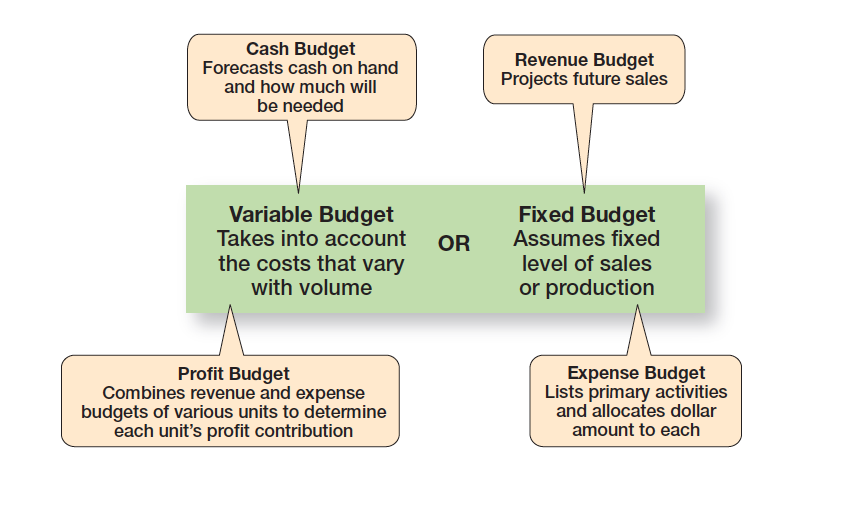 Cash Budget
Forecasts cash on hand
and how much will
be needed
Revenue Budget
Projects future sales
Variable Budget
Takes into account
the costs that vary
with volume
OR
Fixed Budget
Assumes fixed
level of sales
or production
Profit Budget
Combines revenue and expense
budgets of various units to determine
each unit's profit contribution
Expense Budget
Lists primary activities
and allocates dollar
amount to each